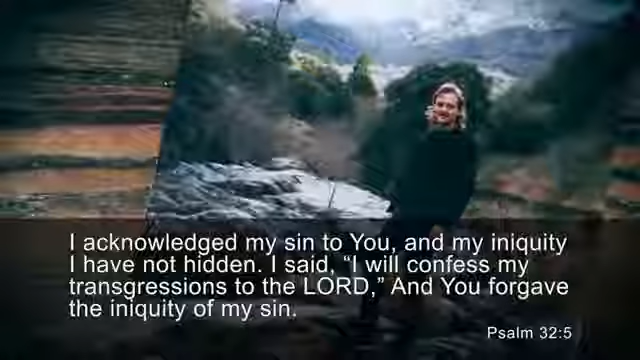 I acknowledged my sin to You, and my iniquity
I have not hidden. I said, “I will confess my
transgressions to the LORD,” And You forgave
the iniquity of my sin.
Psalm 32:5